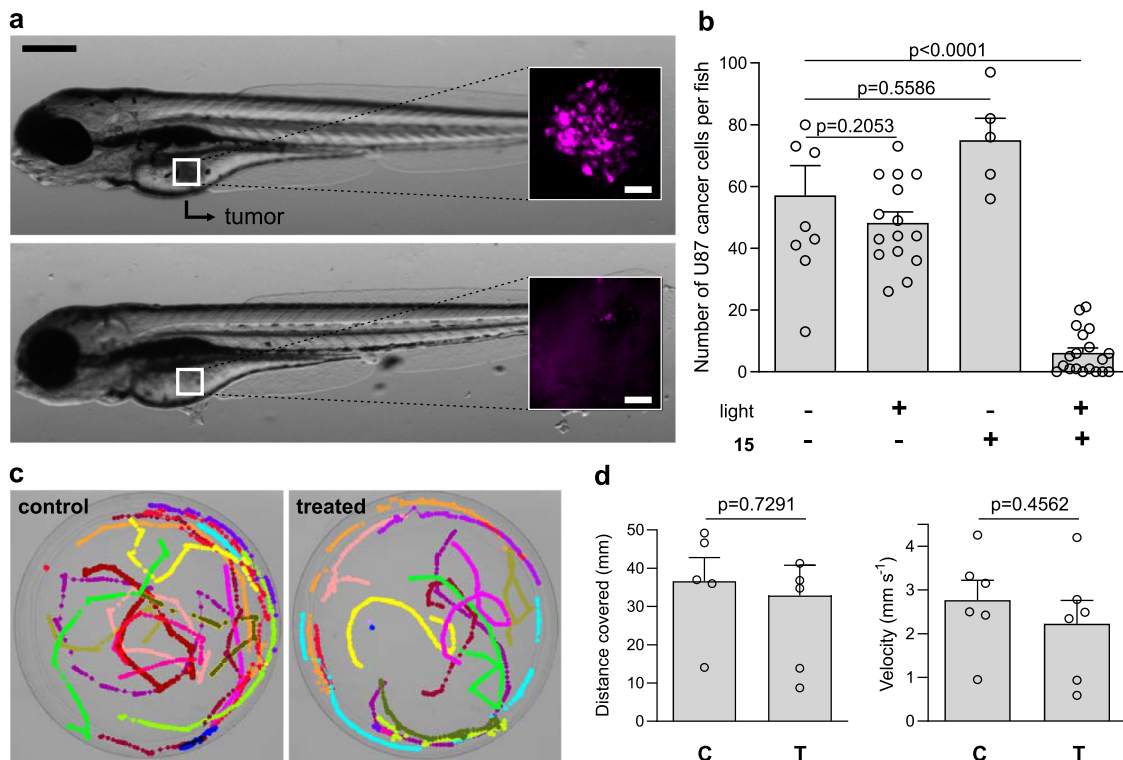 a
tumor
b
p<0.0001
p=0.5586
p=0.2053
Number of U87 cancer cells per fish
100
80
60
40
20
0
light - + - +
15 - - + +
c
control
treated
d
p=0.7291
Distance covered (mm)
50
40
30
20
10
0
C T
p=0.4562
Velocity (mm s⁻¹)
4
3
2
1
0
C T